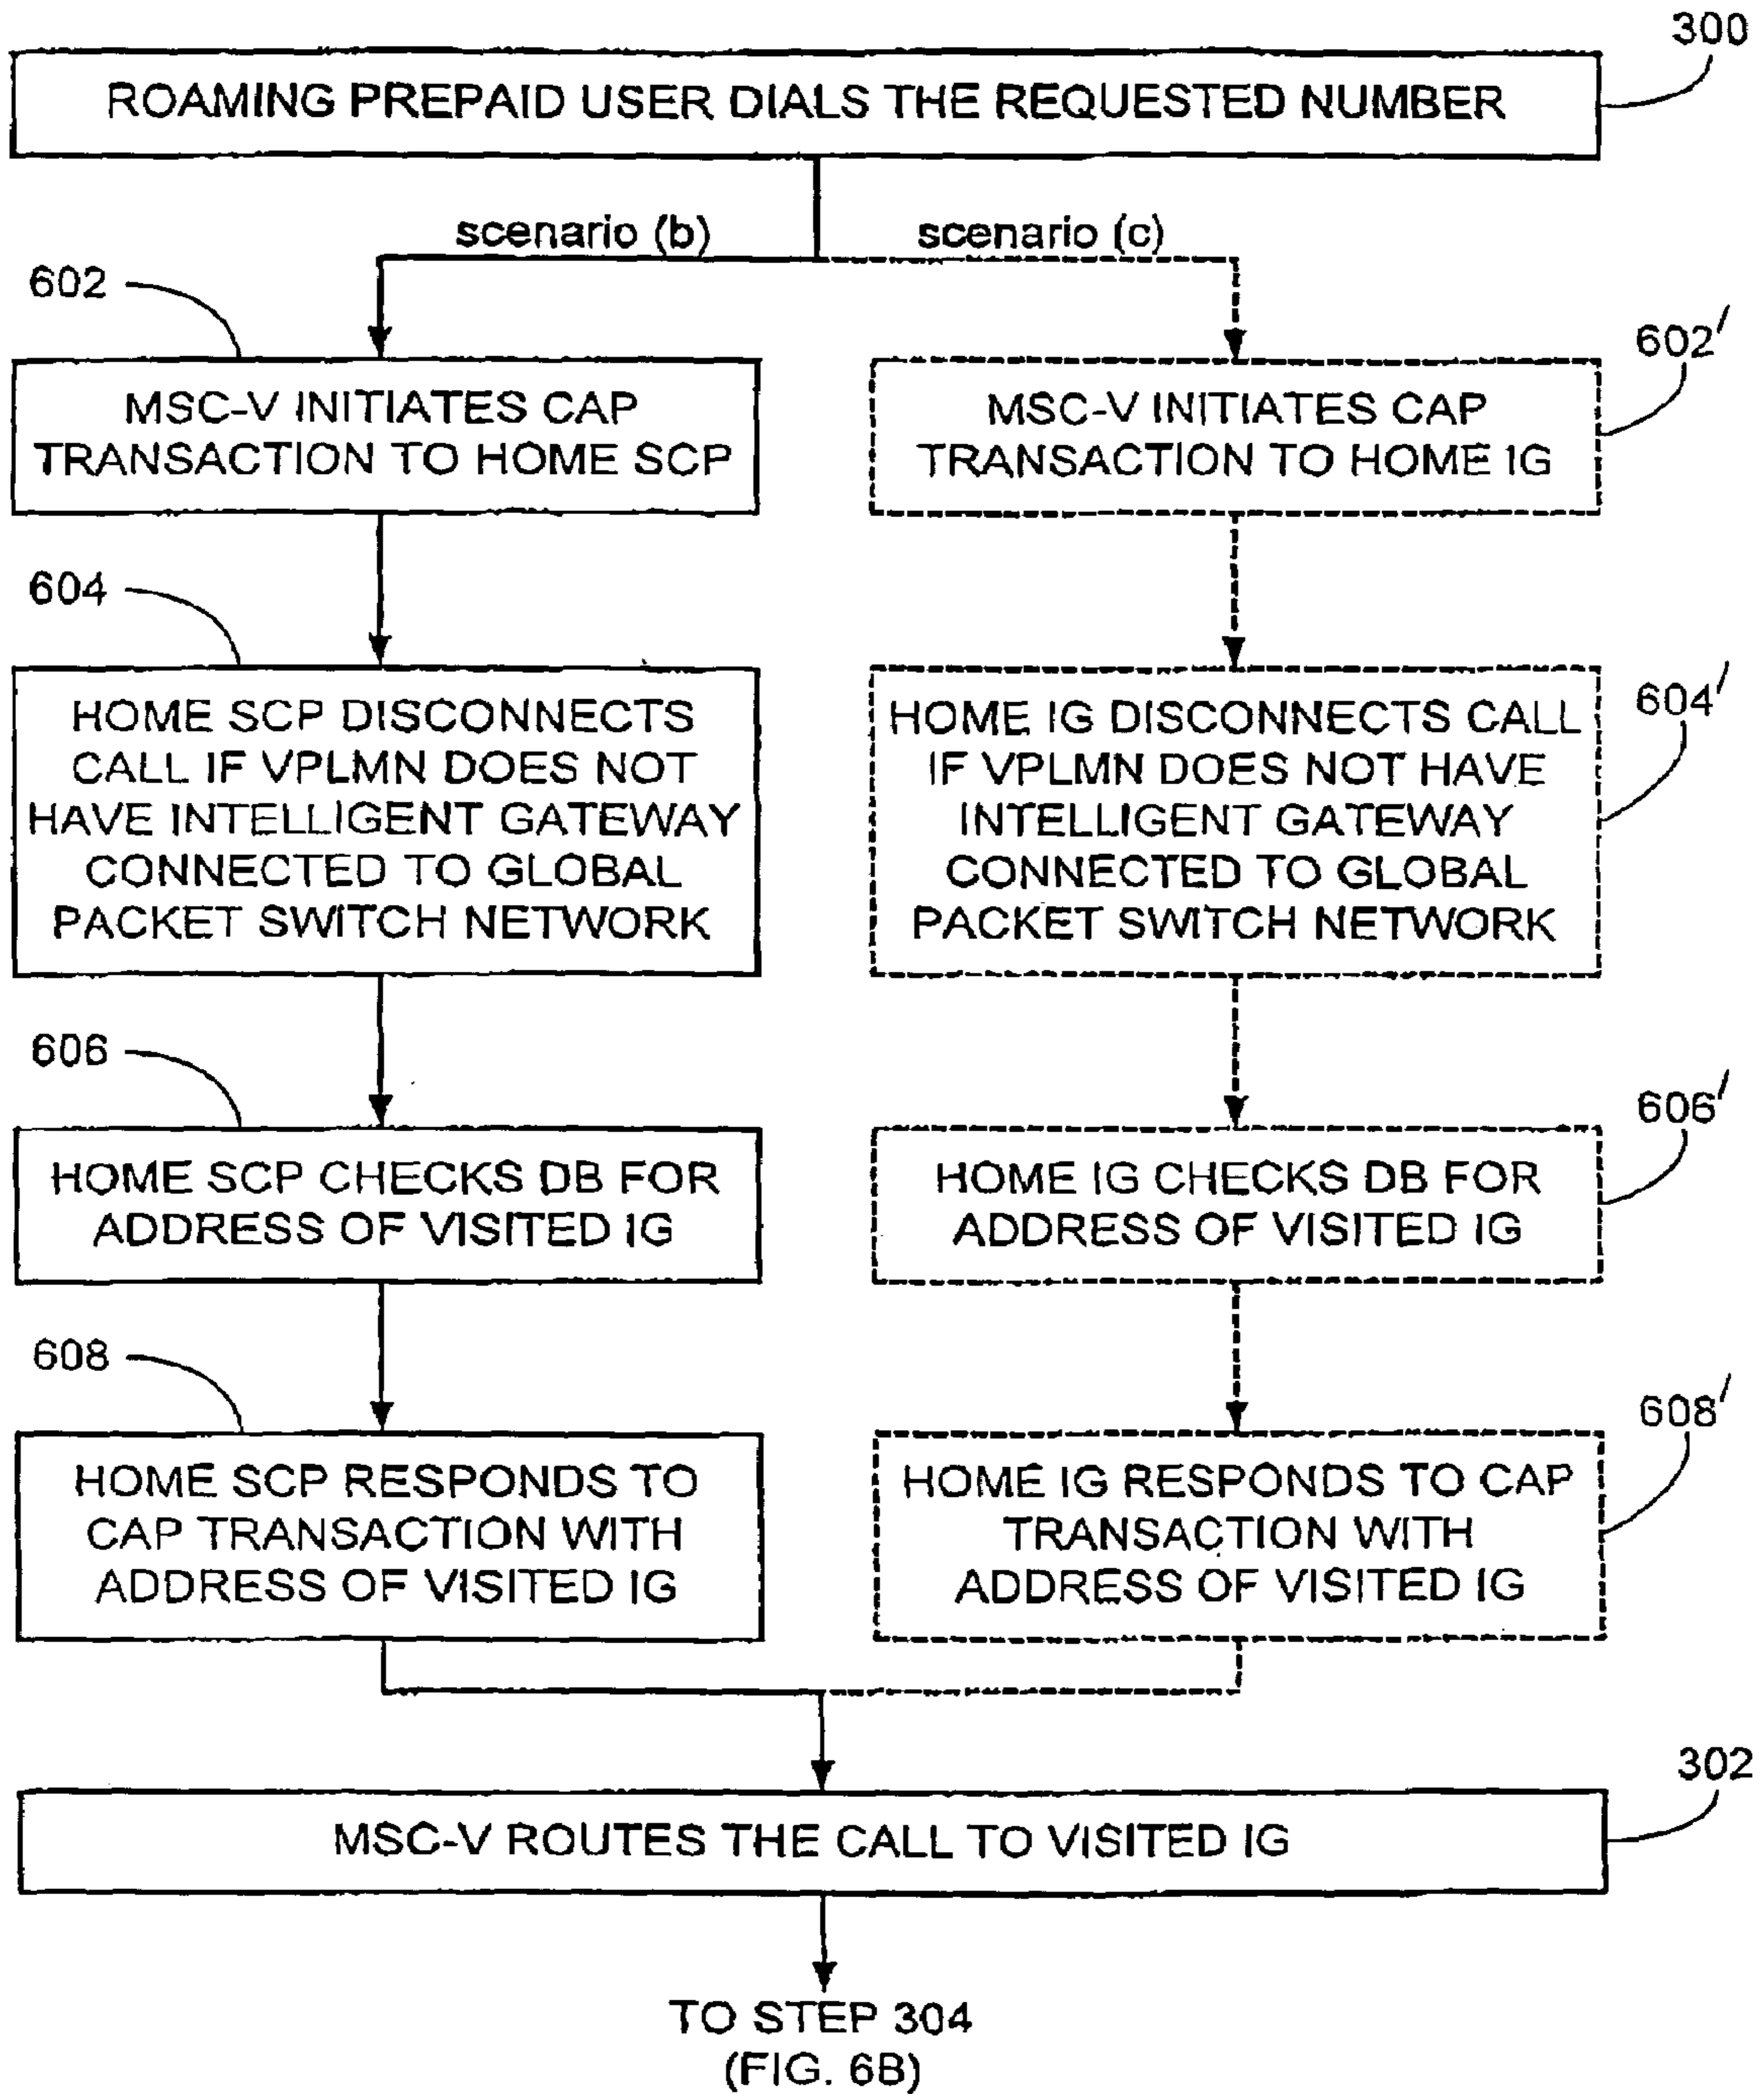 300
ROAMING PREPAID USER DIALS THE REQUESTED NUMBER
scenario (b)
scenario (c)
602
MSC-V INITIATES CAP
TRANSACTION TO HOME SCP
602'
MSC-V INITIATES CAP
TRANSACTION TO HOME IG
604
HOME SCP DISCONNECTS
CALL IF VPLMN DOES NOT
HAVE INTELLIGENT GATEWAY
CONNECTED TO GLOBAL
PACKET SWITCH NETWORK
604'
HOME IG DISCONNECTS CALL
IF VPLMN DOES NOT HAVE
INTELLIGENT GATEWAY
CONNECTED TO GLOBAL
PACKET SWITCH NETWORK
606
HOME SCP CHECKS DB FOR
ADDRESS OF VISITED IG
606'
HOME IG CHECKS DB FOR
ADDRESS OF VISITED IG
608
HOME SCP RESPONDS TO
CAP TRANSACTION WITH
ADDRESS OF VISITED IG
608'
HOME IG RESPONDS TO CAP
TRANSACTION WITH
ADDRESS OF VISITED IG
302
MSC-V ROUTES THE CALL TO VISITED IG
TO STEP 304
(FIG. 6B)